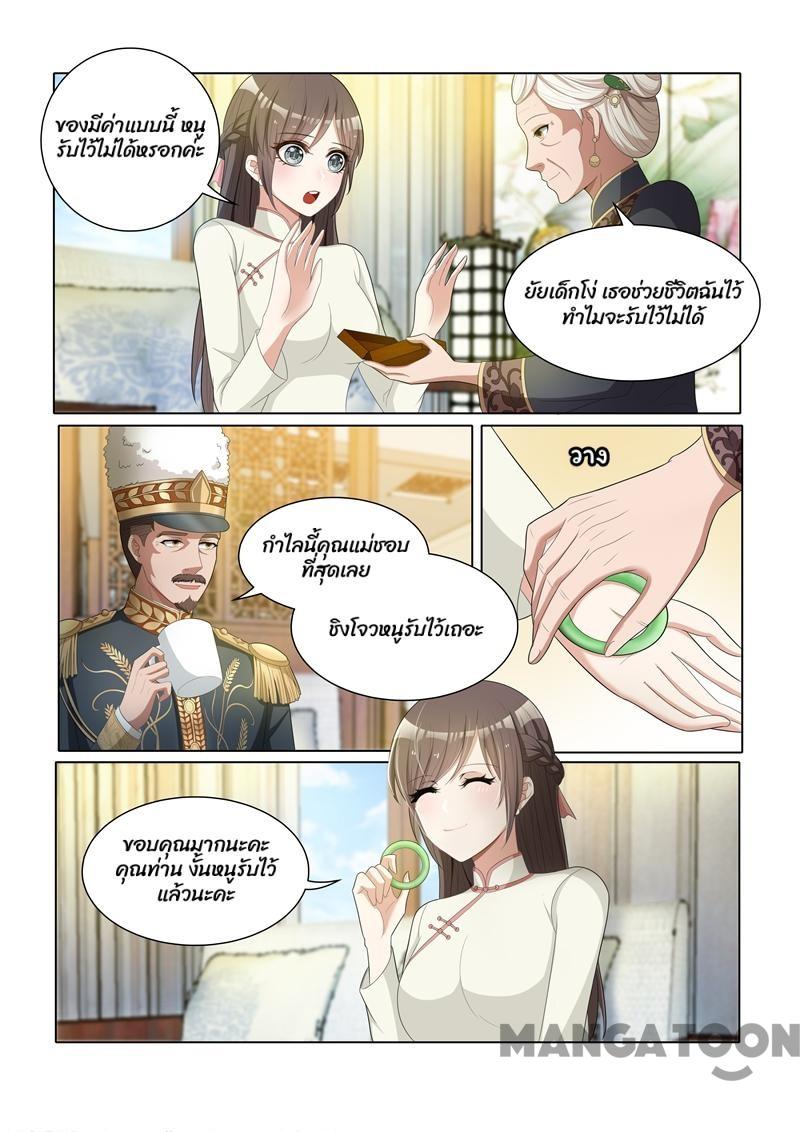 ของมีค่าแบบนี้ หนู
รับไว้ไม่ได้หรอกค่ะ
ยัยเด็กโง่ เธอช่วยชีวิตฉันไว้
ทำไมจะรับไว้ไม่ได้
กำไลนี้คุณแม่ชอบ
ที่สุดเลย
ชิงโจวหนูรับไว้เถอะ
วาง
ขอบคุณมากนะคะ
คุณท่าน งั้นหนูรับไว้
แล้วนะคะ
MANGATOON